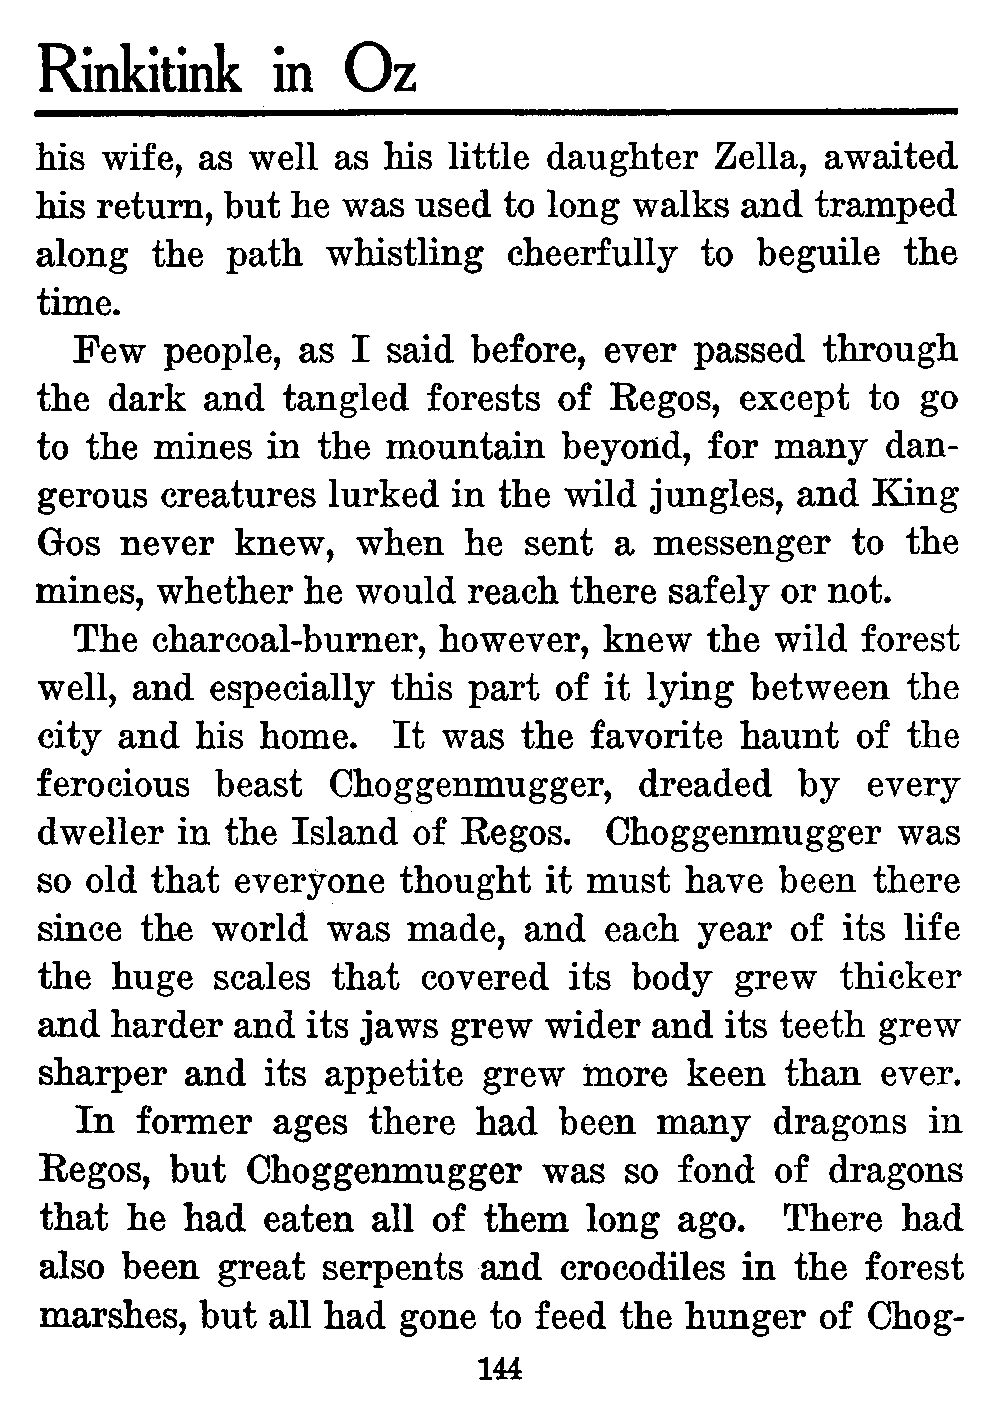 Rinkitink in Oz
his wife, as well as his little daughter Zella, awaited
his return, but he was used to long walks and tramped
along the path whistling cheerfully to beguile the
time.
Few people, as I said before, ever passed through
the dark and tangled forests of Regos, except to go
to the mines in the mountain beyond, for many dan-
gerous creatures lurked in the wild jungles, and King
Gos never knew, when he sent a messenger to the
mines, whether he would reach there safely or not.
The charcoal-burner, however, knew the wild forest
well, and especially this part of it lying between the
city and his home. It was the favorite haunt of the
ferocious beast Choggenmugger, dreaded by every
dweller in the Island of Regos. Choggenmugger was
so old that everyone thought it must have been there
since the world was made, and each year of its life
the huge scales that covered its body grew thicker
and harder and its jaws grew wider and its teeth grew
sharper and its appetite grew more keen than ever.
In former ages there had been many dragons in
Regos, but Choggenmugger was so fond of dragons
that he had eaten all of them long ago. There had
also been great serpents and crocodiles in the forest
marshes, but all had gone to feed the hunger of Chog-
144